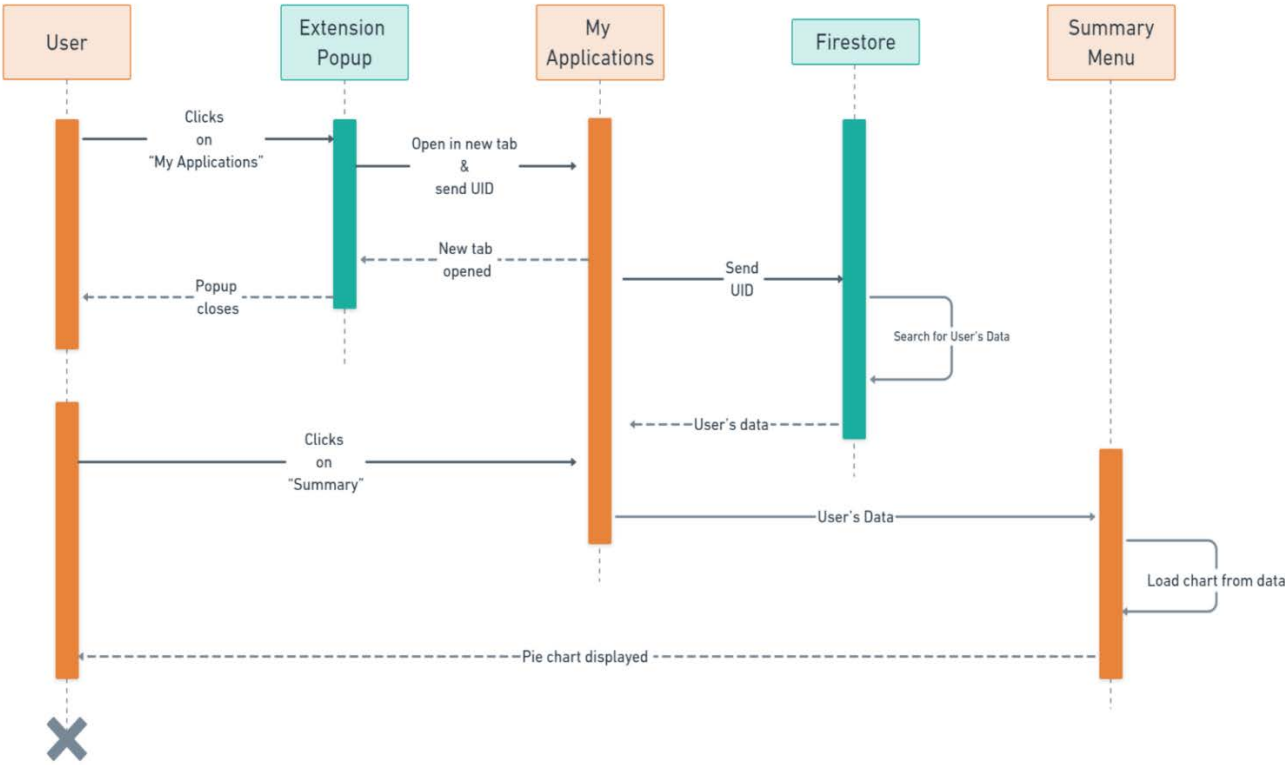 User
Extension
Popup
My
Applications
Firestore
Summary
Menu
Clicks
on
“My Applications”
Open in new tab
&
send UID
New tab
opened
Send
UID
Popup
closes
Search for User's Data
User's data
Clicks
on
“Summary”
User's Data
Load chart from data
Pie chart displayed